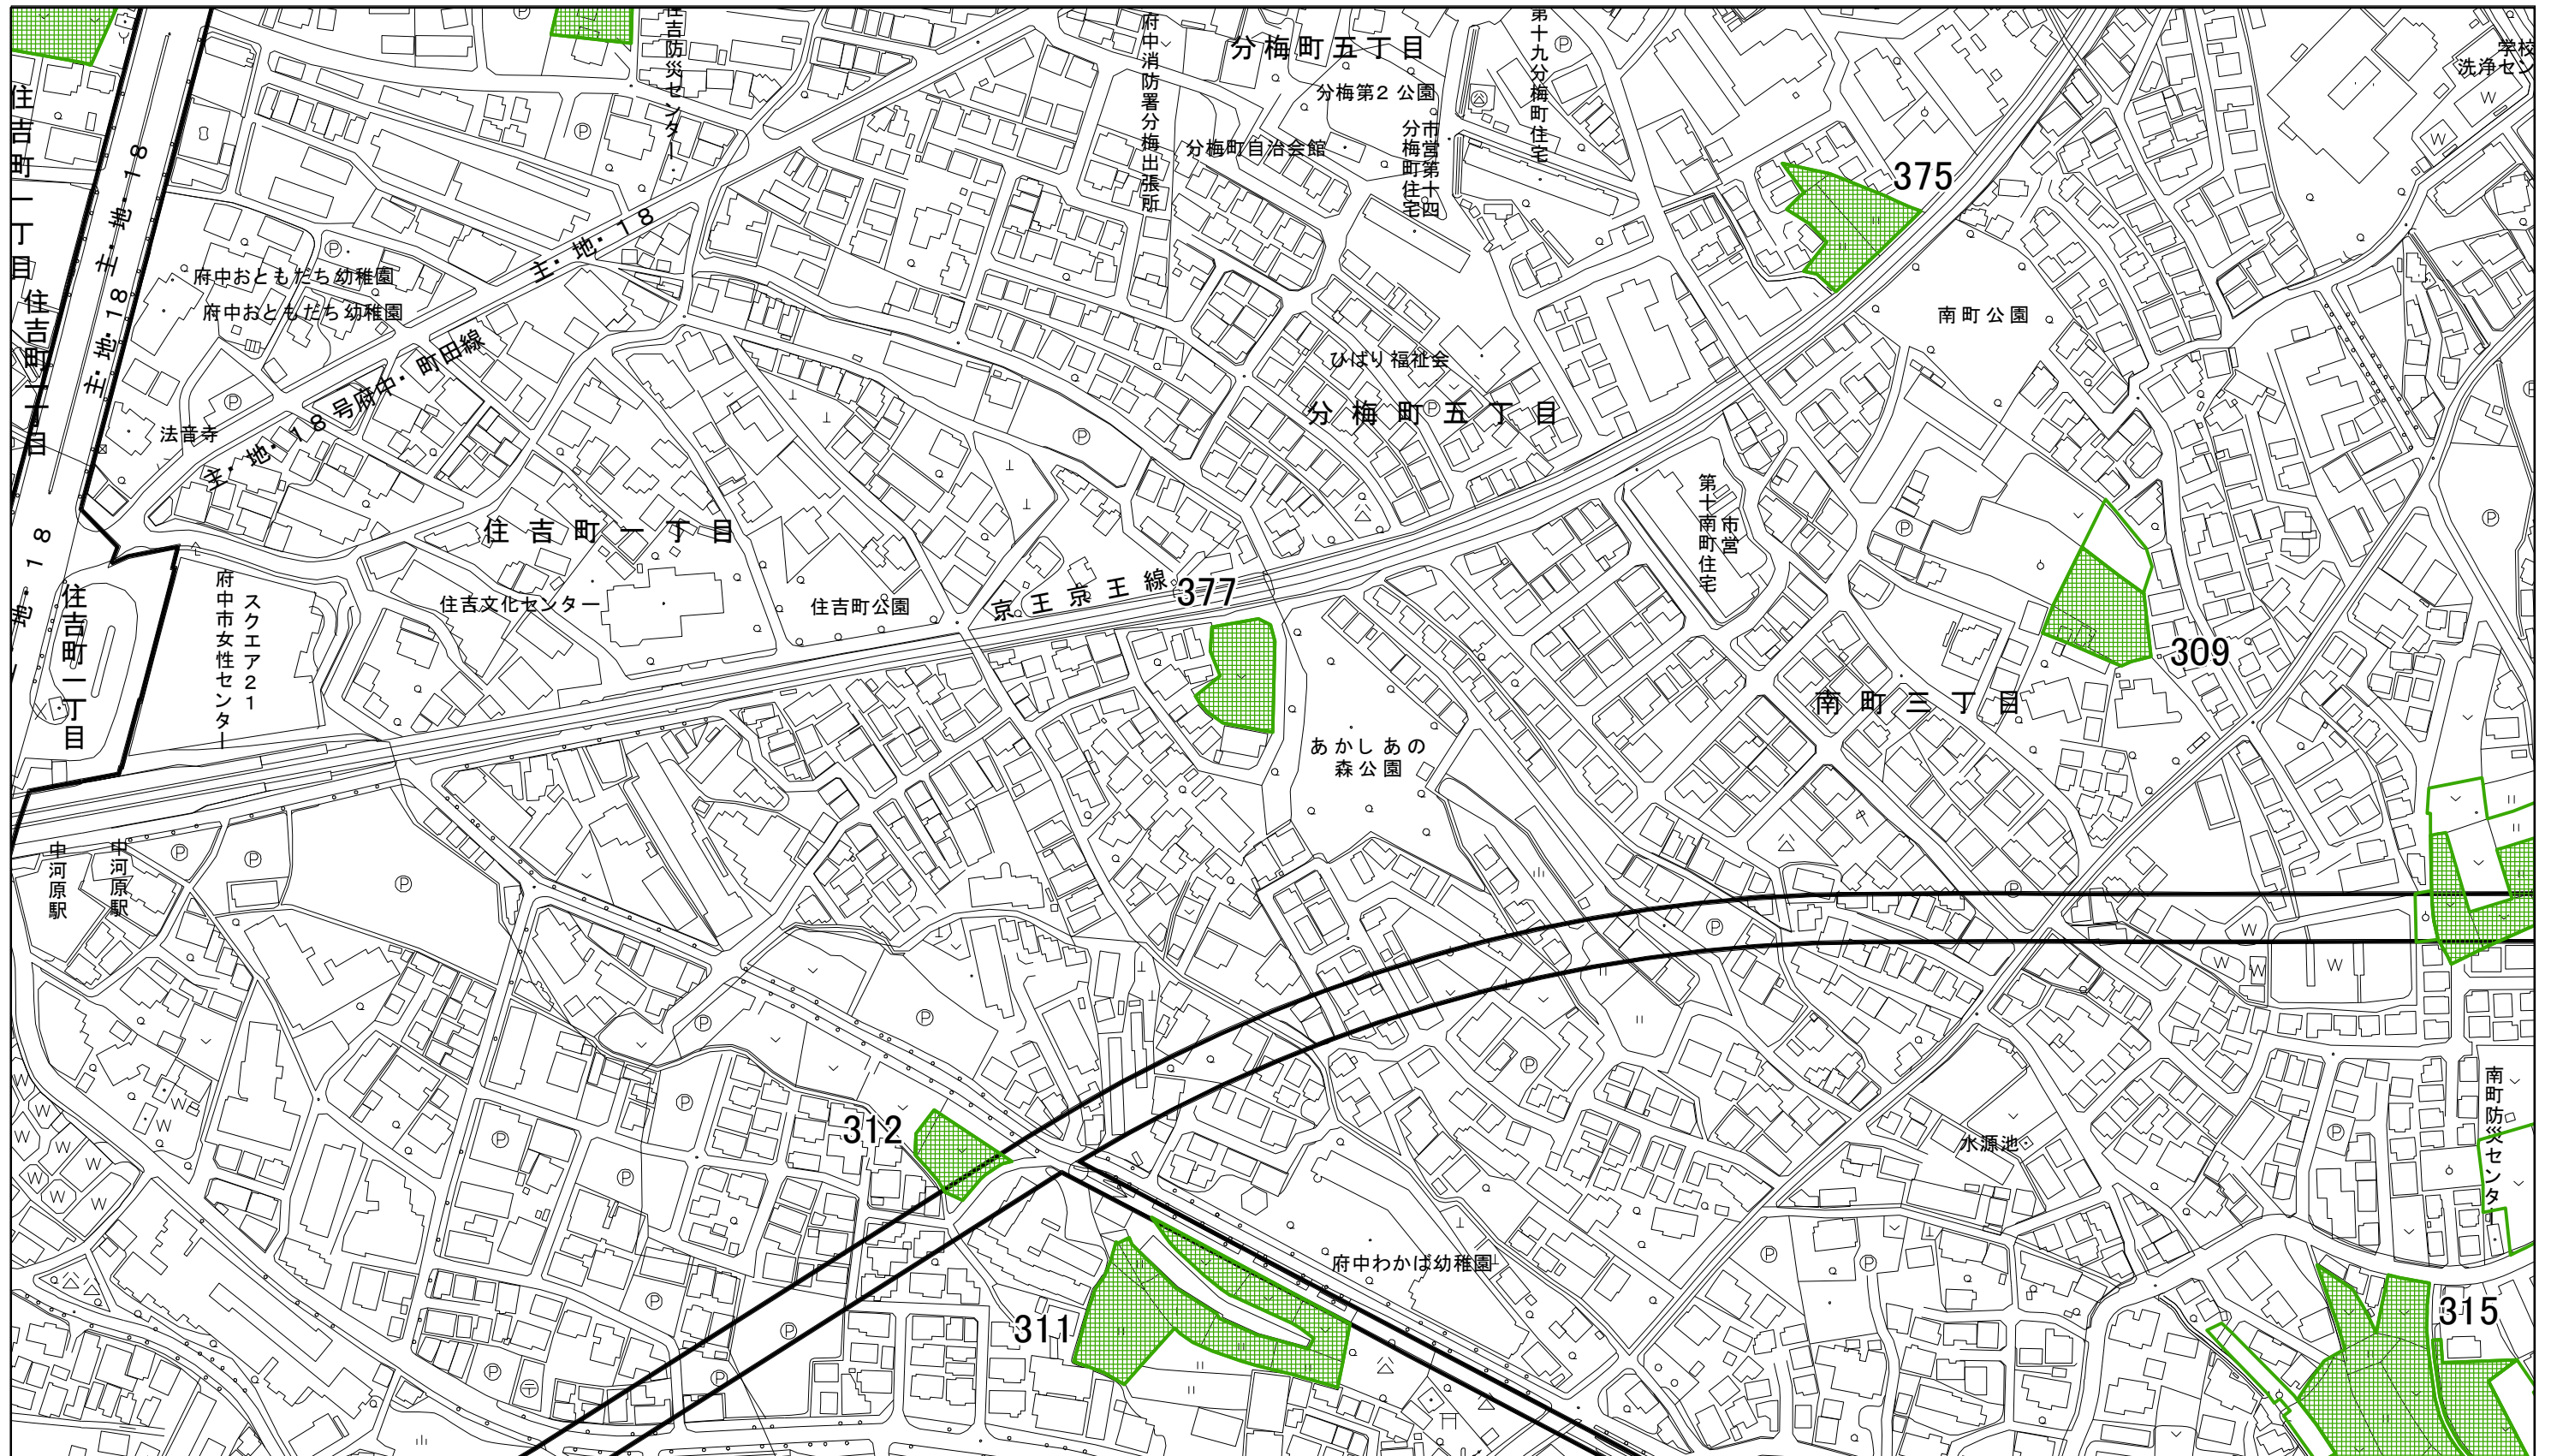 住吉防災センター
府中消防署分梅出張所
分梅町五丁目
第十九分梅町住宅
学校
洗浄セン
分梅第2公園
市営第十四
分梅町住宅
分梅町自治会館
375
住吉町一丁目
主・地・18
主・地・18
主・地・18
府中おともだち幼稚園
府中おともだち幼稚園
住吉町一丁目
主・地・18号府中・町田線
主・地・18
南町公園
ひばり福祉会
分梅町五丁目
法音寺
市営
第十南町住宅
住吉町一丁目
地・18
京王京王線
377
住吉町一丁目
府中市女性センター
スクエア21
住吉文化センター
住吉町公園
309
南町三丁目
あかしあの
森公園
中河原駅
中河原駅
南町防災センター
312
水源池
府中わかば幼稚園
311
315